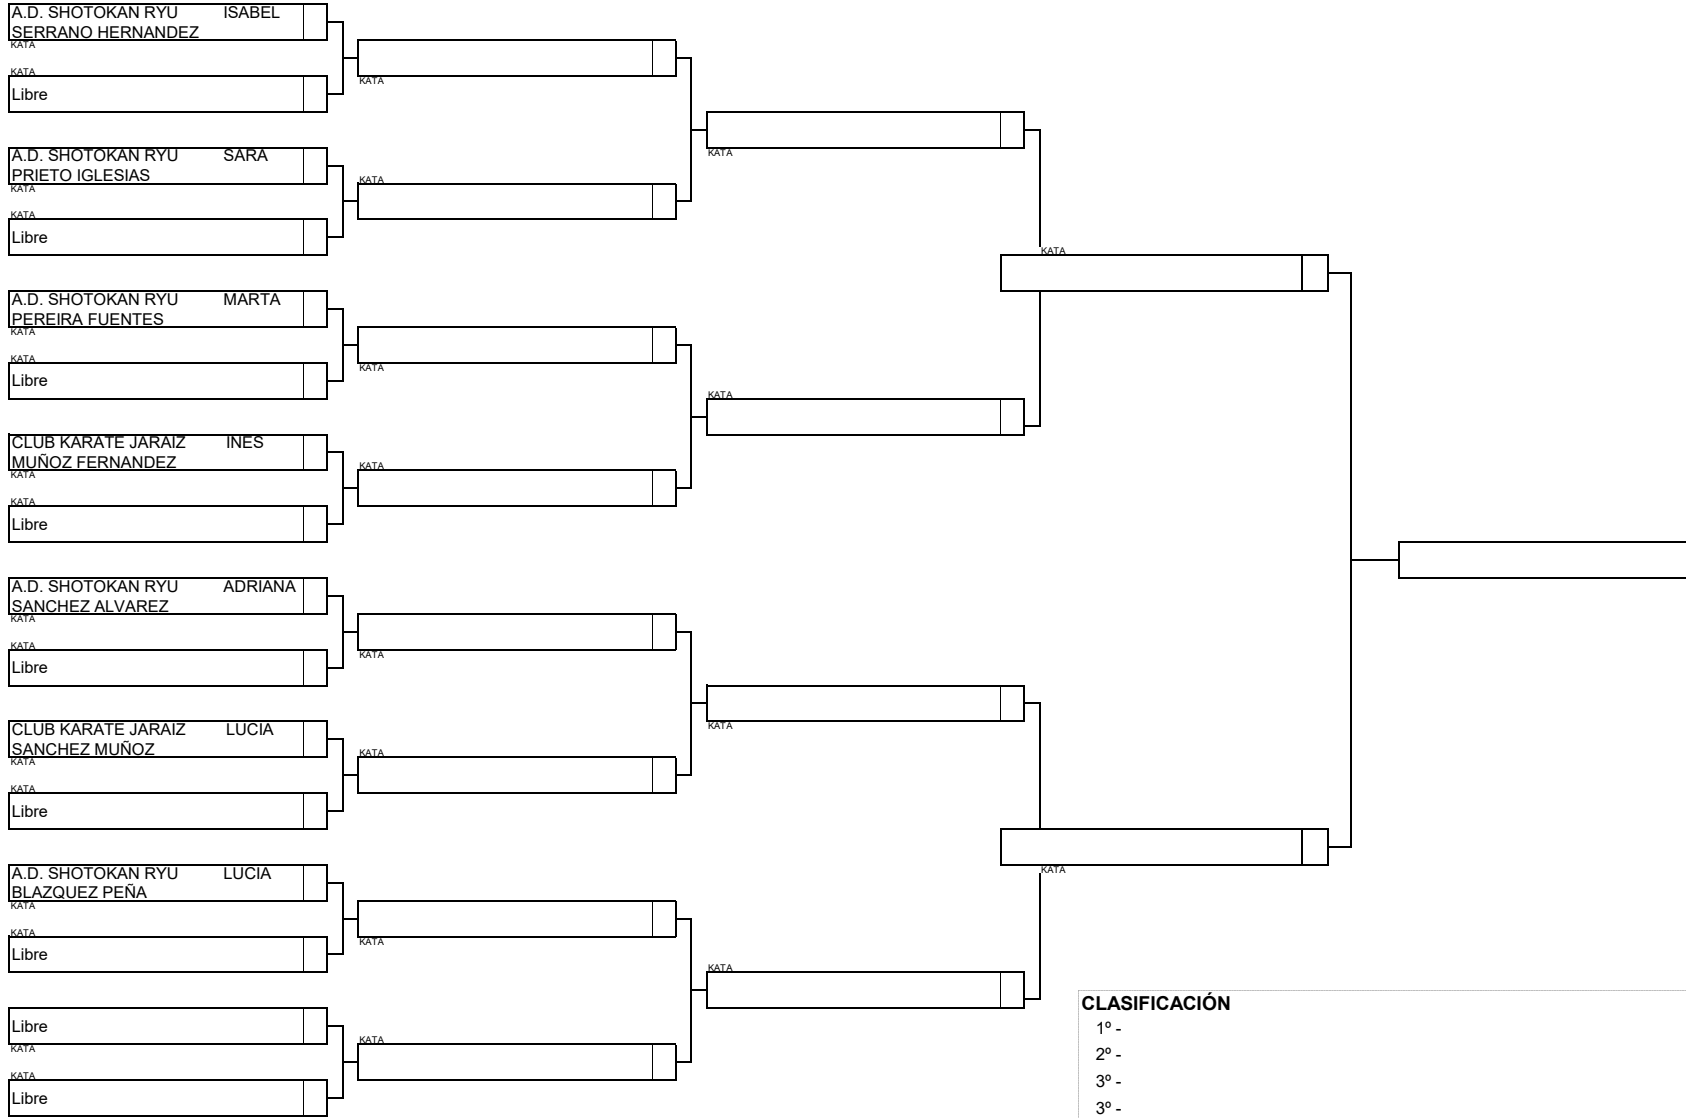 A.D. SHOTOKAN RYU ISABEL
SERRANO HERNANDEZ
KATA
KATA
KATA
Libre
KATA
A.D. SHOTOKAN RYU SARA
PRIETO IGLESIAS
KATA
KATA
KATA
Libre
KATA
A.D. SHOTOKAN RYU MARTA
PEREIRA FUENTES
KATA
KATA
KATA
Libre
KATA
CLUB KARATE JARAIZ INES
MUÑOZ FERNANDEZ
KATA
KATA
KATA
Libre
A.D. SHOTOKAN RYU ADRIANA
SANCHEZ ALVAREZ
KATA
KATA
KATA
Libre
CLUB KARATE JARAIZ LUCIA
SANCHEZ MUÑOZ
KATA
KATA
KATA
KATA
Libre
A.D. SHOTOKAN RYU LUCIA
BLAZQUEZ PEÑA
KATA
KATA
KATA
KATA
Libre
KATA
Libre
KATA
KATA
KATA
Libre
CLASIFICACIÓN
1º -
2º -
3º -
3º -